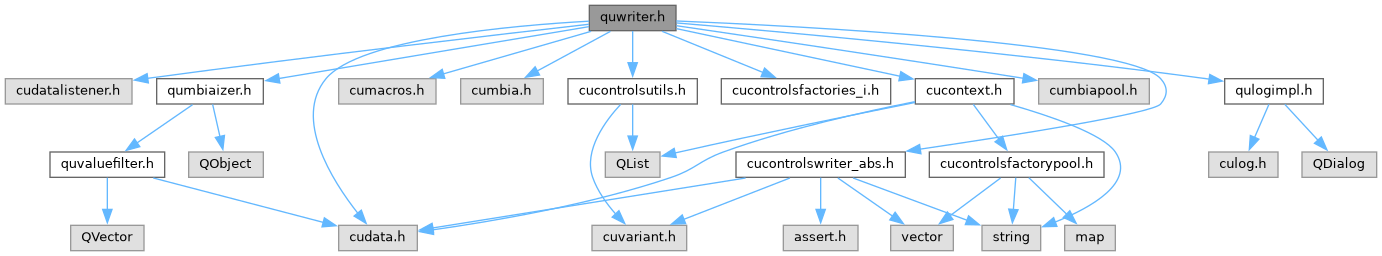 quwriter.h
cudatalistener.h
qumbiaizer.h
cumacros.h
cumbia.h
cucontrolsutils.h
cucontrolsfactories_i.h
cucontext.h
cumbiapool.h
qulogimpl.h
quvaluefilter.h
QObject
QList
cucontrolswriter_abs.h
cucontrolsfactorypool.h
culog.h
QDialog
QVector
cudata.h
cuvariant.h
assert.h
vector
string
map